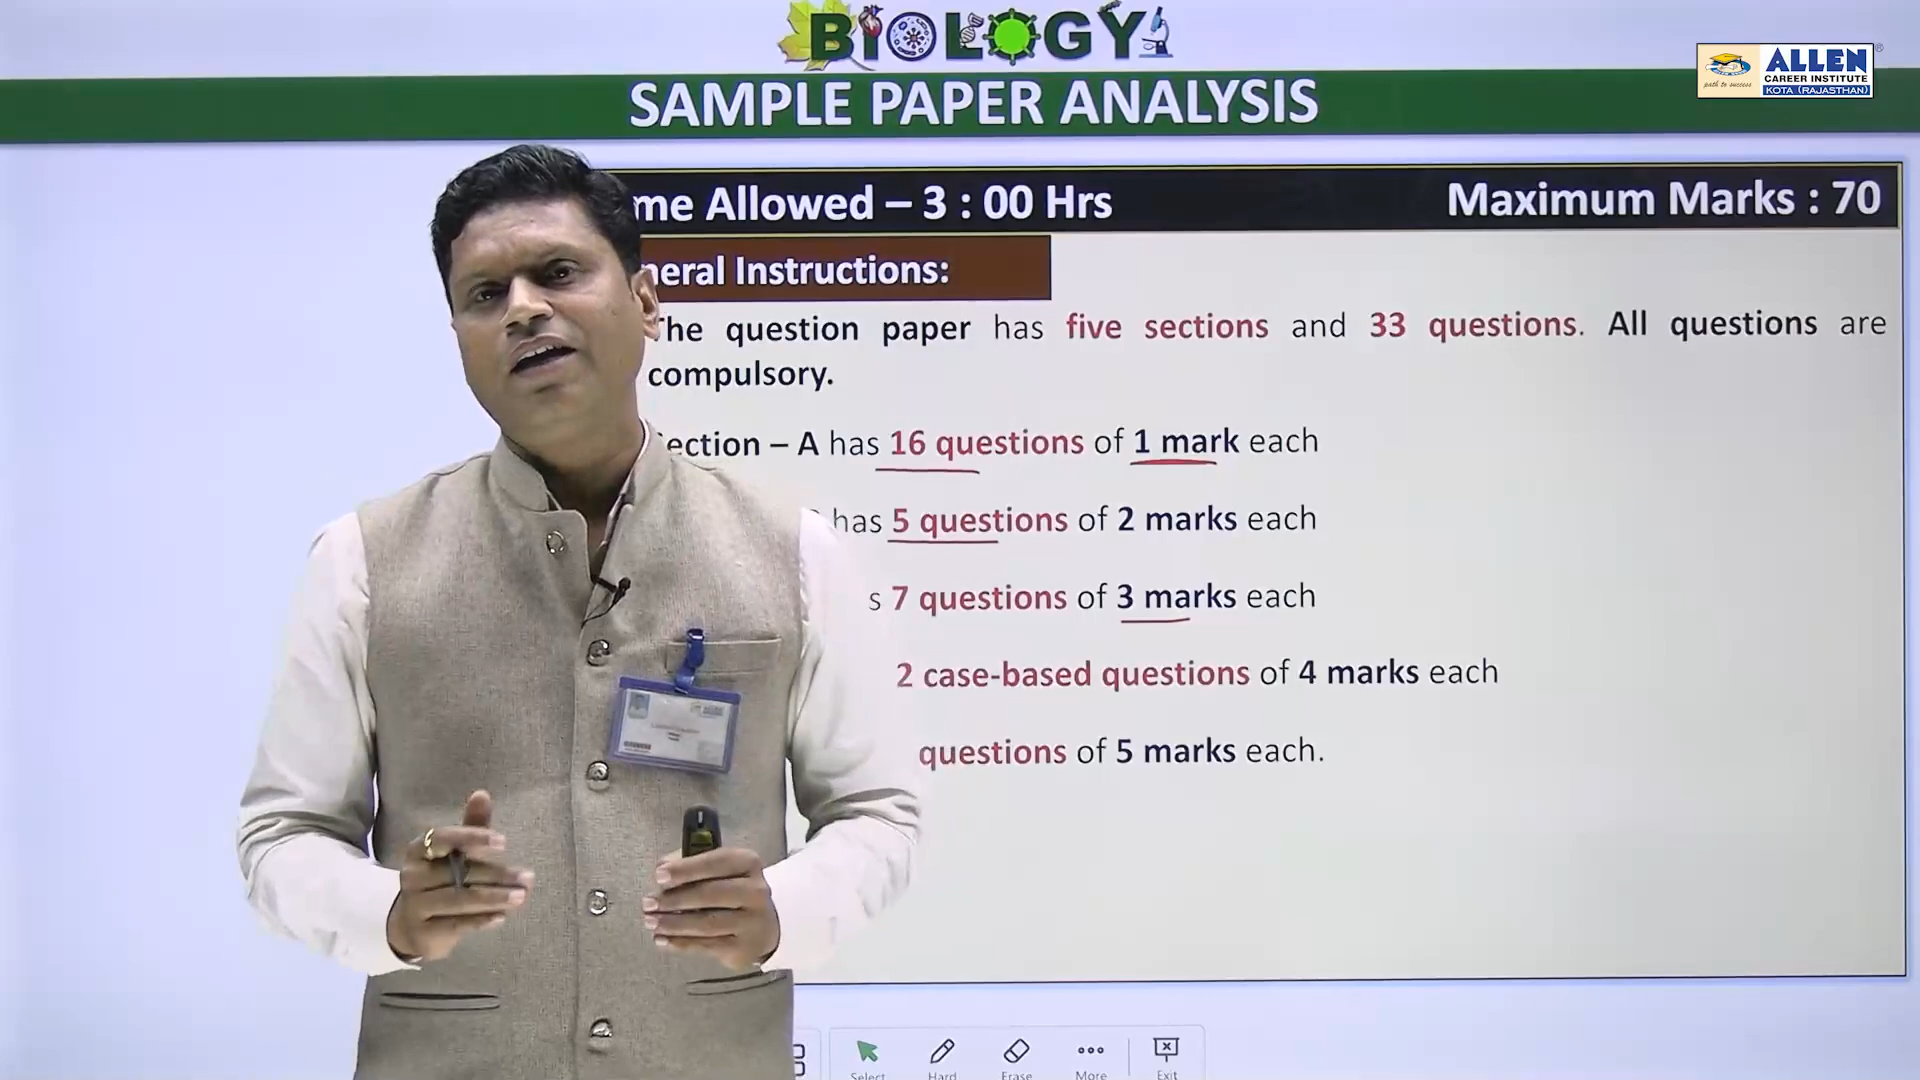 BIOLOGY
SAMPLE PAPER ANALYSIS
ALLEN
CAREER INSTITUTE
KOTA (RAJASTHAN)
path to success
®
me Allowed – 3 : 00 Hrs Maximum Marks : 70
neral Instructions:
The question paper has five sections and 33 questions. All questions are
compulsory.
ection – A has 16 questions of 1 mark each
has 5 questions of 2 marks each
s 7 questions of 3 marks each
2 case-based questions of 4 marks each
questions of 5 marks each.
Select Hard Erase More Exit